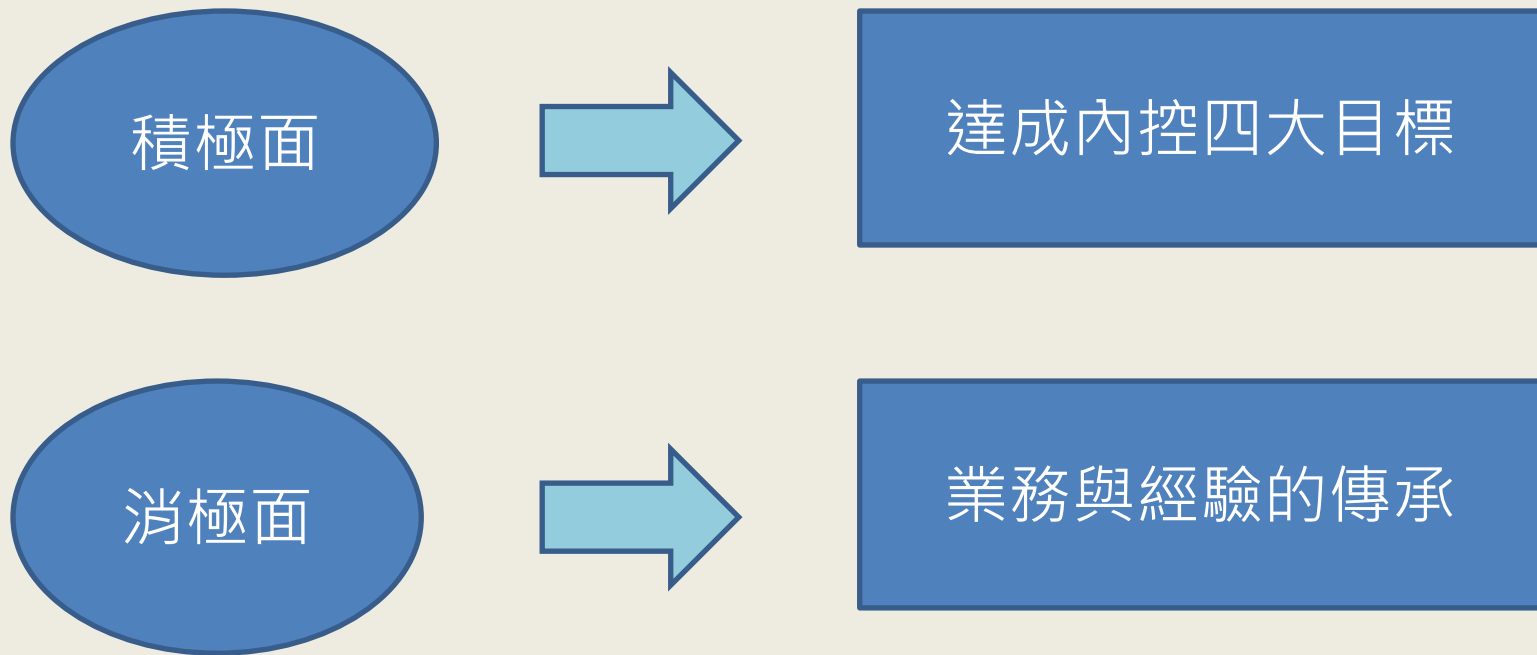 積極面
達成內控四大目標
消極面
業務與經驗的傳承